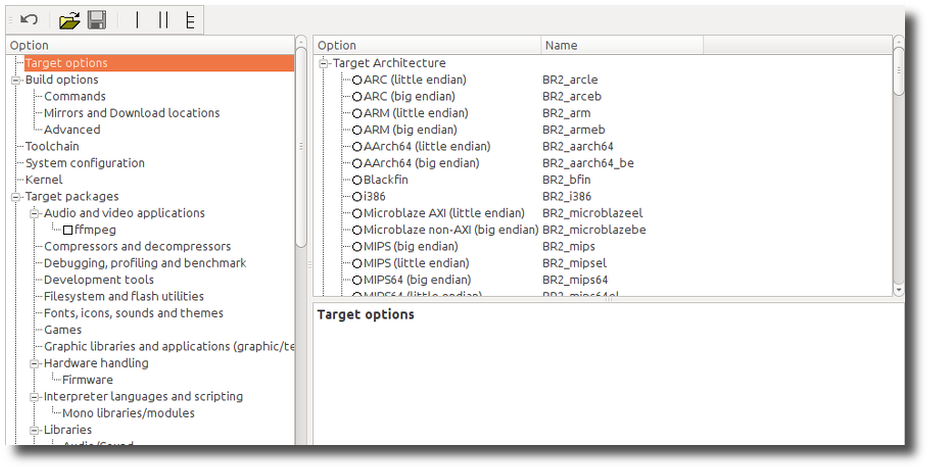 Option
Target options
Build options
Commands
Mirrors and Download locations
Advanced
Toolchain
System configuration
Kernel
Target packages
Audio and video applications
ffmpeg
Compressors and decompressors
Debugging, profiling and benchmark
Development tools
Filesystem and flash utilities
Fonts, icons, sounds and themes
Games
Graphic libraries and applications (graphic/te
Hardware handling
Firmware
Interpreter languages and scripting
Mono libraries/modules
Libraries
Audio/Sound
Option Name
Target Architecture
ARC (little endian) BR2_arcle
ARC (big endian) BR2_arceb
ARM (little endian) BR2_arm
ARM (big endian) BR2_armeb
AArch64 (little endian) BR2_aarch64
AArch64 (big endian) BR2_aarch64_be
Blackfin BR2_bfin
i386 BR2_i386
Microblaze AXI (little endian) BR2_microblazeel
Microblaze non-AXI (big endian) BR2_microblazebe
MIPS (big endian) BR2_mips
MIPS (little endian) BR2_mipsel
MIPS64 (big endian) BR2_mips64
MIPS64 (little endian) BR2_mips64el
Target options